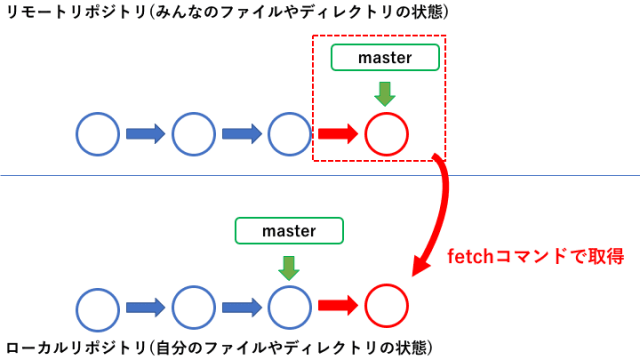 リモートリポジトリ(みんなのファイルやディレクトリの状態)
master
master
fetchコマンドで取得
ローカルリポジトリ(自分のファイルやディレクトリの状態)